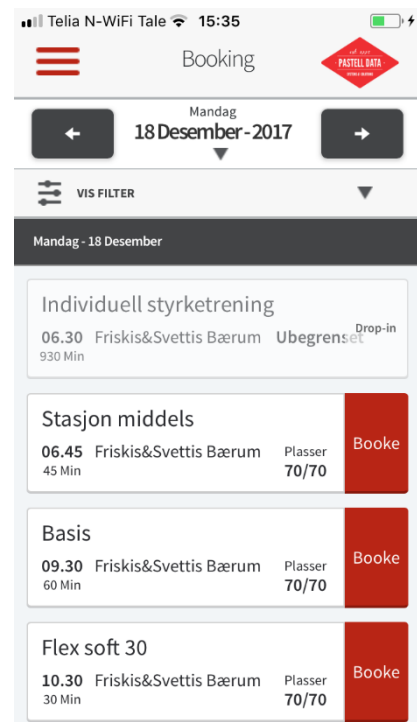 Telia N-WiFi Tale 15:35
Booking
PASTELL DATA
Mandag
18 Desember - 2017
VIS FILTER
Mandag - 18 Desember
Individuell styrketrening
06.30 Friskis&Svettis Bærum Ubegrenset Drop-in
930 Min
Stasjon middels
06.45 Friskis&Svettis Bærum Plasser Booke
45 Min 70/70
Basis
09.30 Friskis&Svettis Bærum Plasser Booke
60 Min 70/70
Flex soft 30
10.30 Friskis&Svettis Bærum Plasser Booke
30 Min 70/70